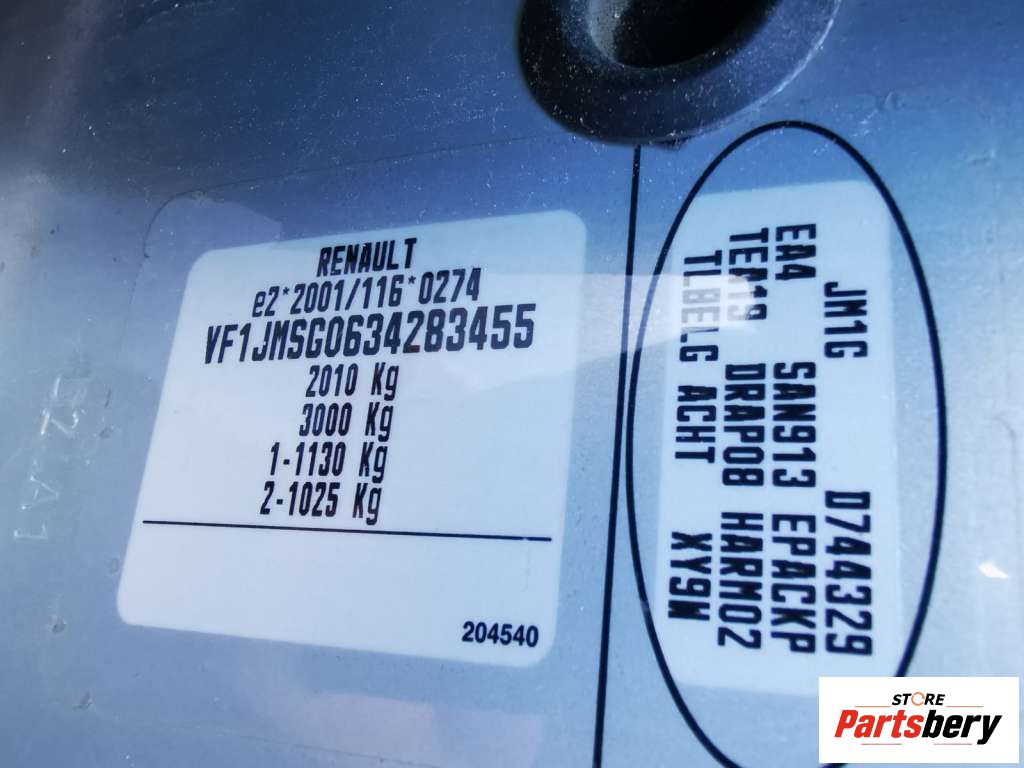 RENAULT
e2*2001/116*0274
VF1JMSG0634283455
2010 Kg
3000 Kg
1-1130 Kg
2-1025 Kg
204540
JM1G D744329
EA4 SAN913 EPACKP
TEA19 DRAP08 HARM02
TLBELG ACHT XY9W
STORE
Partsbery